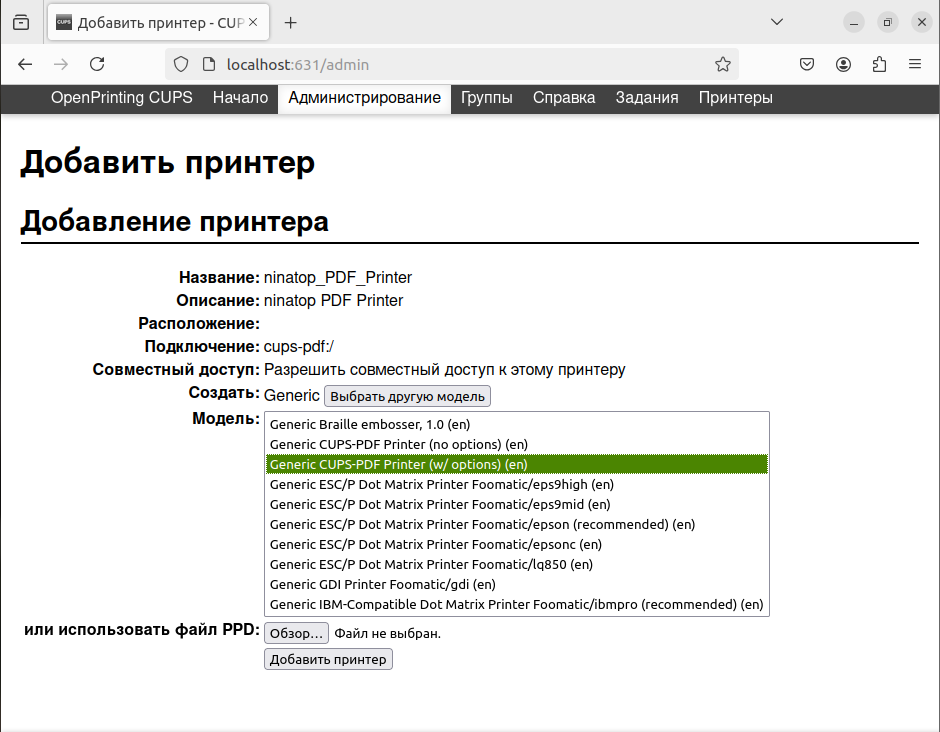 CUPS Добавить принтер - CUP
localhost:631/admin
OpenPrinting CUPS Начало Администрирование Группы Справка Задания Принтеры
Добавить принтер
Добавление принтера
Название: ninatop_PDF_Printer
Описание: ninatop PDF Printer
Расположение:
Подключение: cups-pdf:/
Совместный доступ: Разрешить совместный доступ к этому принтеру
Создать: Generic Выбрать другую модель
Модель:
Generic Braille embosser, 1.0 (en)
Generic CUPS-PDF Printer (no options) (en)
Generic CUPS-PDF Printer (w/ options) (en)
Generic ESC/P Dot Matrix Printer Foomatic/eps9high (en)
Generic ESC/P Dot Matrix Printer Foomatic/eps9mid (en)
Generic ESC/P Dot Matrix Printer Foomatic/epson (recommended) (en)
Generic ESC/P Dot Matrix Printer Foomatic/epsonc (en)
Generic ESC/P Dot Matrix Printer Foomatic/lq850 (en)
Generic GDI Printer Foomatic/gdi (en)
Generic IBM-Compatible Dot Matrix Printer Foomatic/ibmpro (recommended) (en)
или использовать файл PPD: Обзор... Файл не выбран.
Добавить принтер